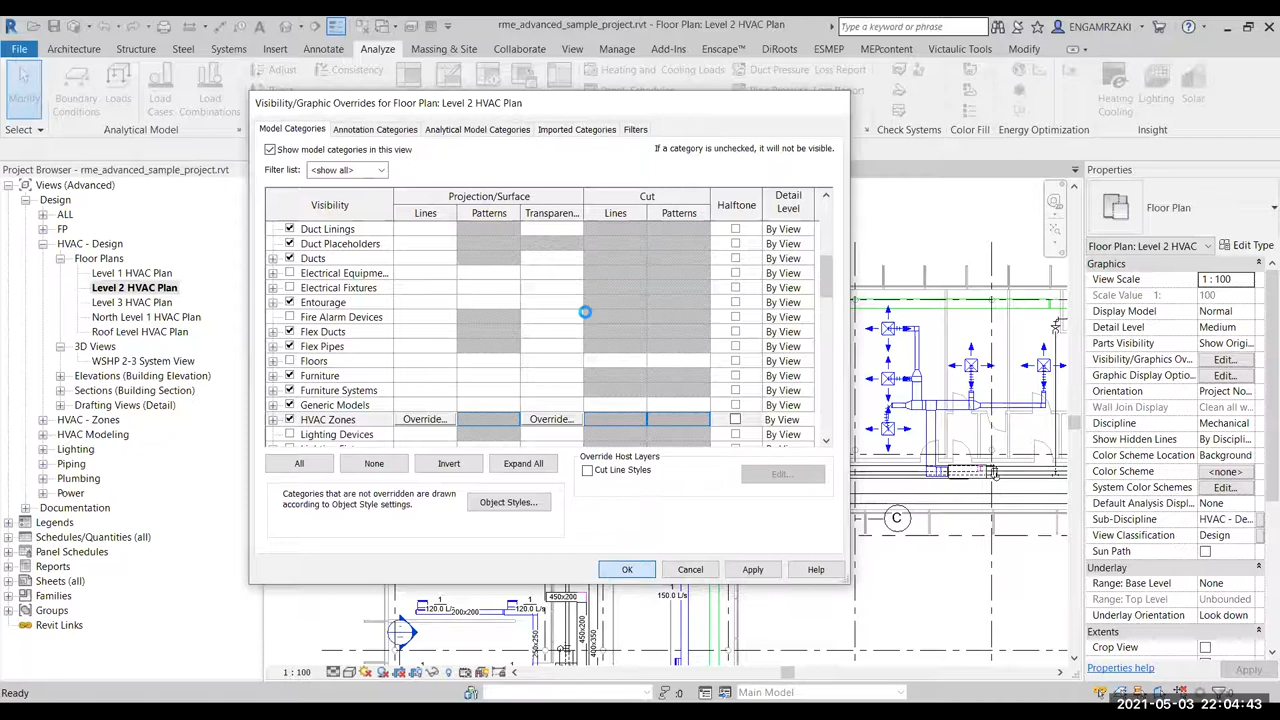 rme_advanced_sample_project.rvt - Floor Plan: Level 2 HVAC Plan
Type a keyword or phrase
ENGAMRZAKI
File Architecture Structure Steel Systems Insert Annotate Analyze Massing & Site Collaborate View Manage Add-Ins Enscape™ DiRoots ESMEP MEPcontent Victaulic Tools Modify
Modify
Boundary Conditions
Loads
Load Cases
Load Combinations
Adjust
Consistency
Heating and Cooling Loads
Duct Pressure Loss Report
Heating Cooling
Lighting
Solar
Select
Analytical Model
Check Systems
Color Fill
Energy Optimization
Insight
Project Browser - rme_advanced_sample_project.rvt
Views (Advanced)
Design
ALL
FP
HVAC - Design
Floor Plans
Level 1 HVAC Plan
Level 2 HVAC Plan
Level 3 HVAC Plan
North Level 1 HVAC Plan
Roof Level HVAC Plan
3D Views
WSHP 2-3 System View
Elevations (Building Elevation)
Sections (Building Section)
Drafting Views (Detail)
HVAC - Zones
HVAC Modeling
Lighting
Piping
Plumbing
Power
Documentation
Legends
Schedules/Quantities (all)
Panel Schedules
Reports
Sheets (all)
Families
Groups
Revit Links
Visibility/Graphic Overrides for Floor Plan: Level 2 HVAC Plan
Model Categories Annotation Categories Analytical Model Categories Imported Categories Filters
Show model categories in this view
If a category is unchecked, it will not be visible.
Filter list: <show all>
Visibility
Projection/Surface
Cut
Halftone
Detail Level
Lines Patterns Transparen... Lines Patterns
Duct Linings By View
Duct Placeholders By View
Ducts By View
Electrical Equipme... By View
Electrical Fixtures By View
Entourage By View
Fire Alarm Devices By View
Flex Ducts By View
Flex Pipes By View
Floors By View
Furniture By View
Furniture Systems By View
Generic Models By View
HVAC Zones Override... Override... By View
Lighting Devices By View
All None Invert Expand All
Override Host Layers
Cut Line Styles
Edit...
Categories that are not overridden are drawn
according to Object Style settings.
Object Styles...
OK Cancel Apply Help
C
450x200
1
120.0 L/s
200x200
1
120.0 L/s
250x250
450x200
400x350
1
150.0 L/s
Properties
Floor Plan
Floor Plan: Level 2 HVAC
Edit Type
Graphics
View Scale 1 : 100
Scale Value 1: 100
Display Model Normal
Detail Level Medium
Parts Visibility Show Origi...
Visibility/Graphics Ov... Edit...
Graphic Display Optio... Edit...
Orientation Project No...
Wall Join Display Clean all w...
Discipline Mechanical
Show Hidden Lines By Discipline
Color Scheme Location Background
Color Scheme <none>
System Color Schemes Edit...
Default Analysis Displ... None
Sub-Discipline HVAC - De...
View Classification Design
Sun Path
Underlay
Range: Base Level None
Range: Top Level Unbounded
Underlay Orientation Look down
Extents
Crop View
Properties help
Apply
1 : 100
Ready
:0
Main Model
2021-05-03 22:04:43